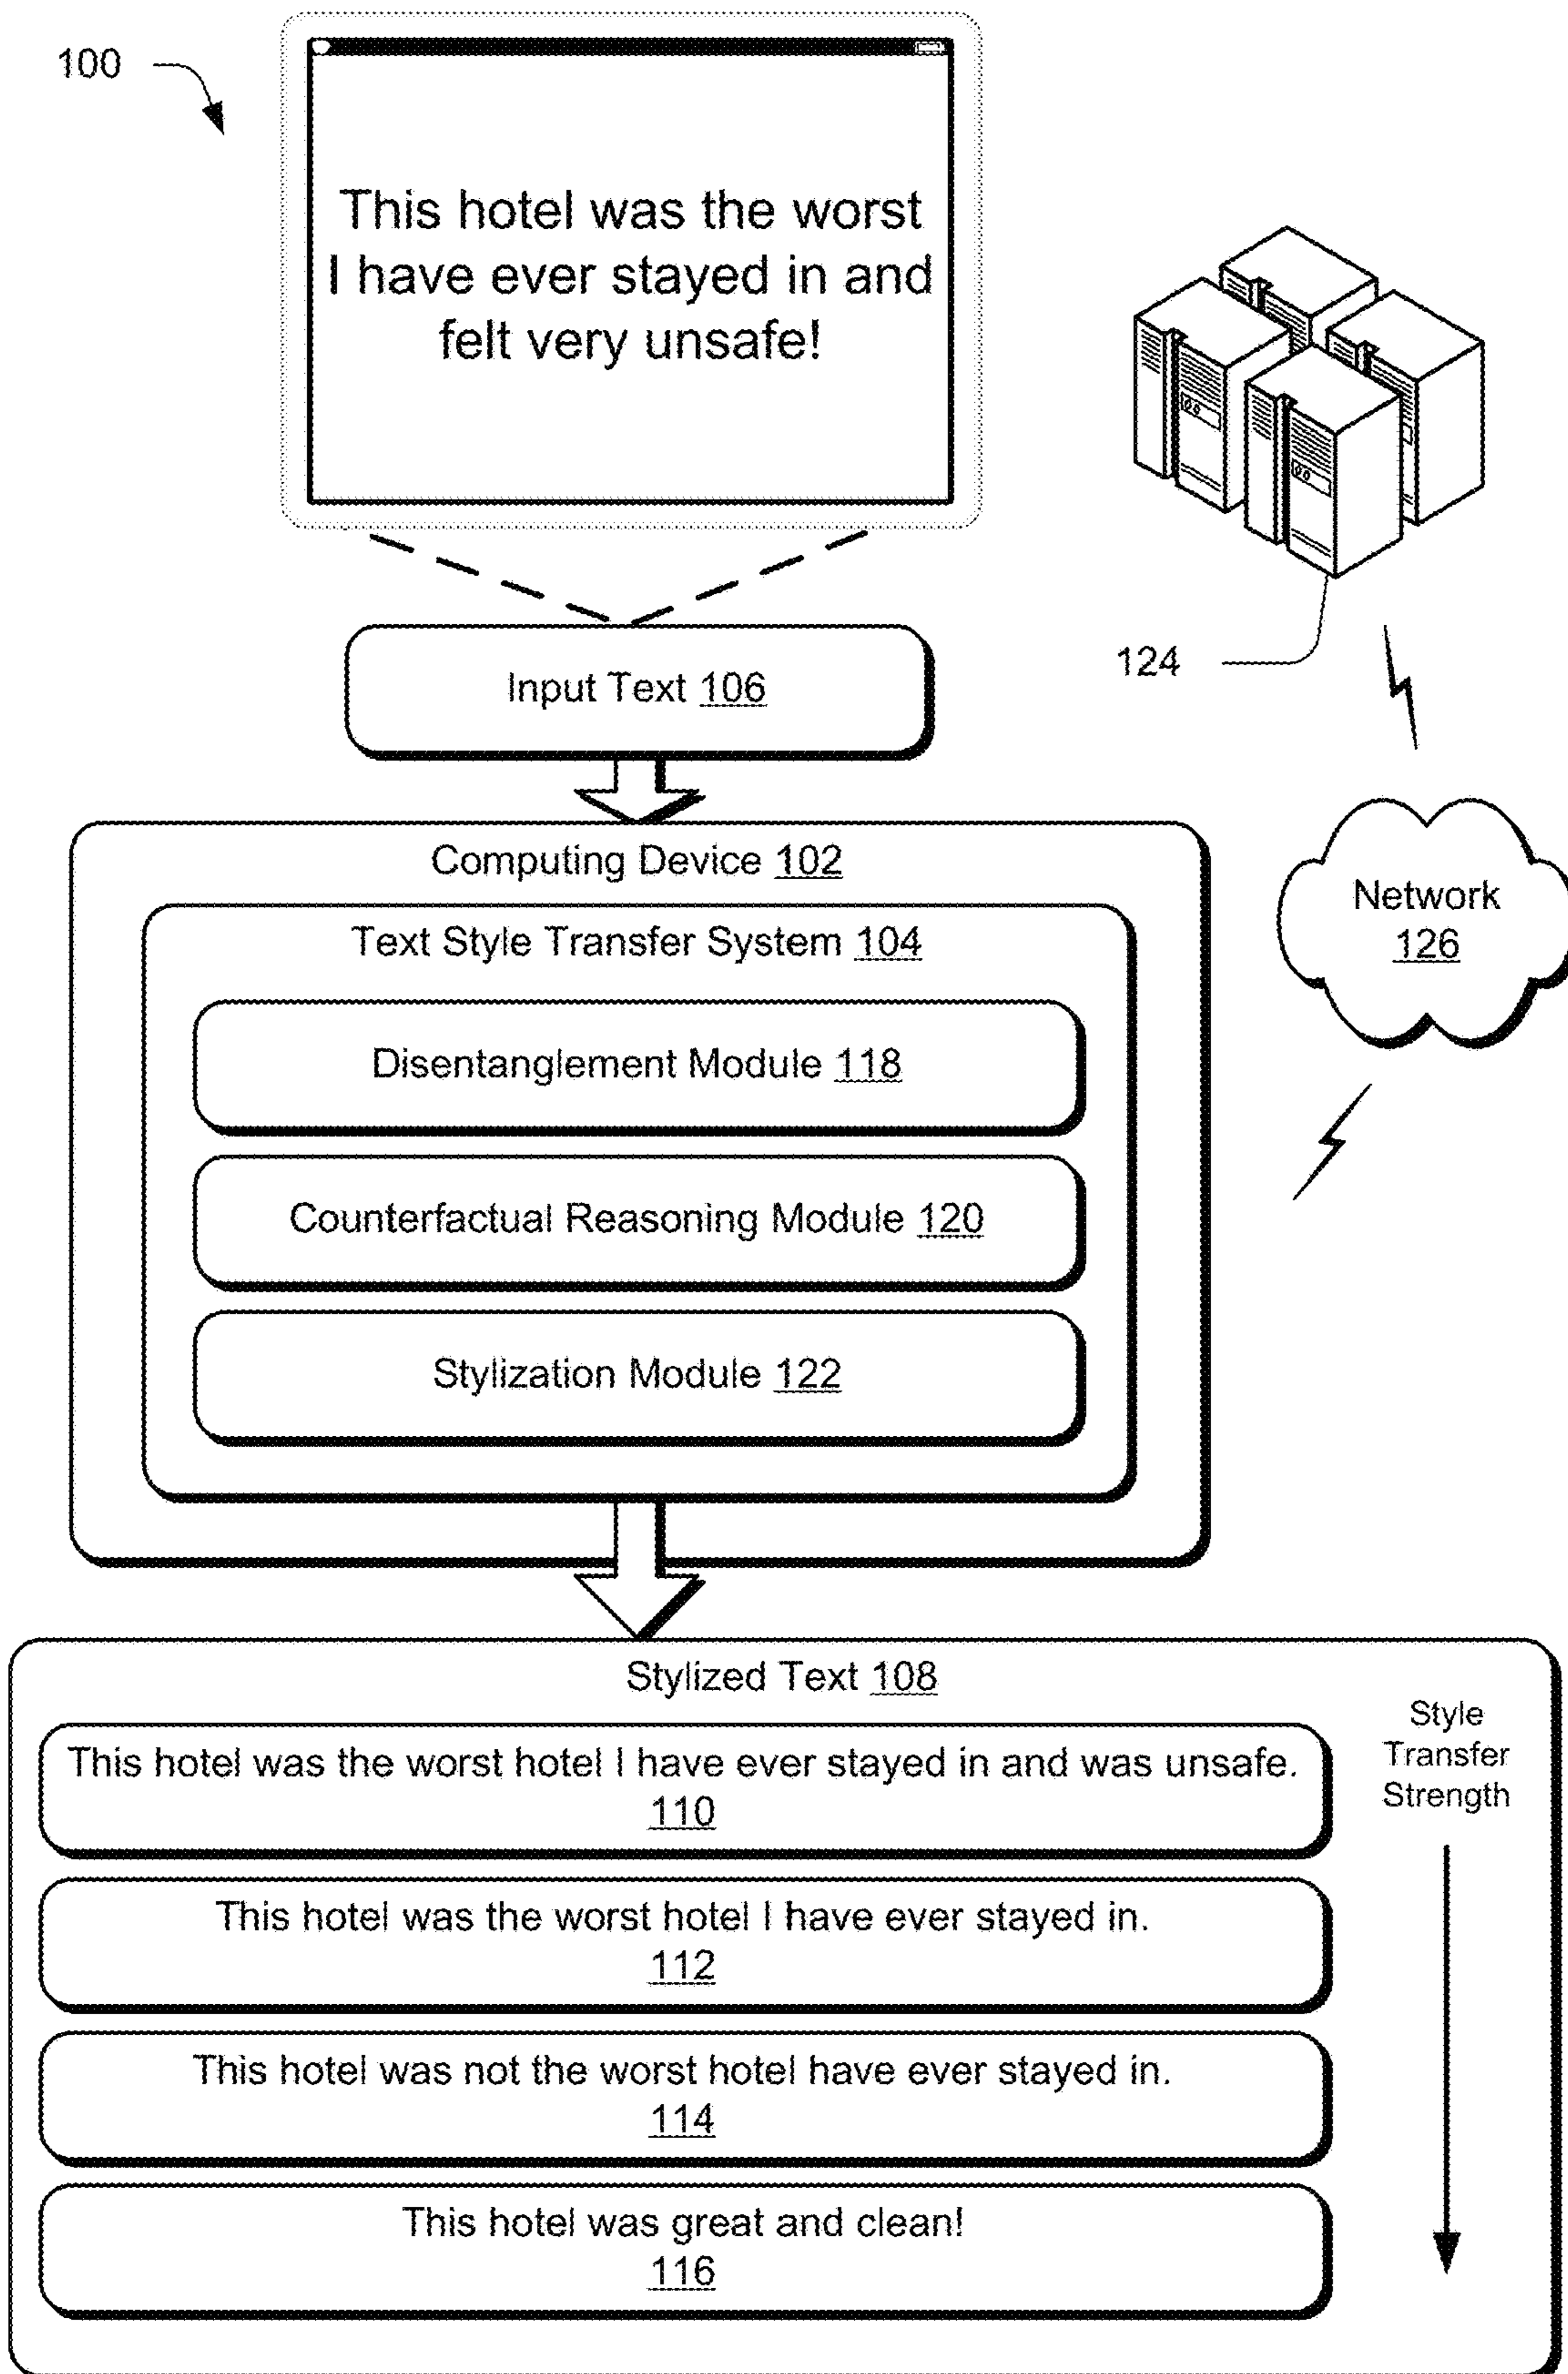 100
This hotel was the worst
I have ever stayed in and
felt very unsafe!
124
Input Text 106
Computing Device 102
Text Style Transfer System 104
Network
126
Disentanglement Module 118
Counterfactual Reasoning Module 120
Stylization Module 122
Stylized Text 108
Style
Transfer
Strength
This hotel was the worst hotel I have ever stayed in and was unsafe.
110
This hotel was the worst hotel I have ever stayed in.
112
This hotel was not the worst hotel have ever stayed in.
114
This hotel was great and clean!
116